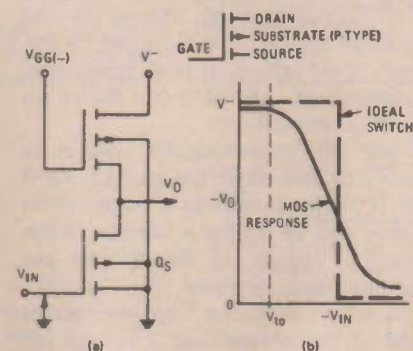 GATE
DRAIN
SUBSTRATE (P-TYPE)
SOURCE
VGG(-)
V-
VO
VIN
QS
(a)
V-
IDEAL
SWITCH
-VO
MOS
RESPONSE
0
Vto
-VIN
(b)